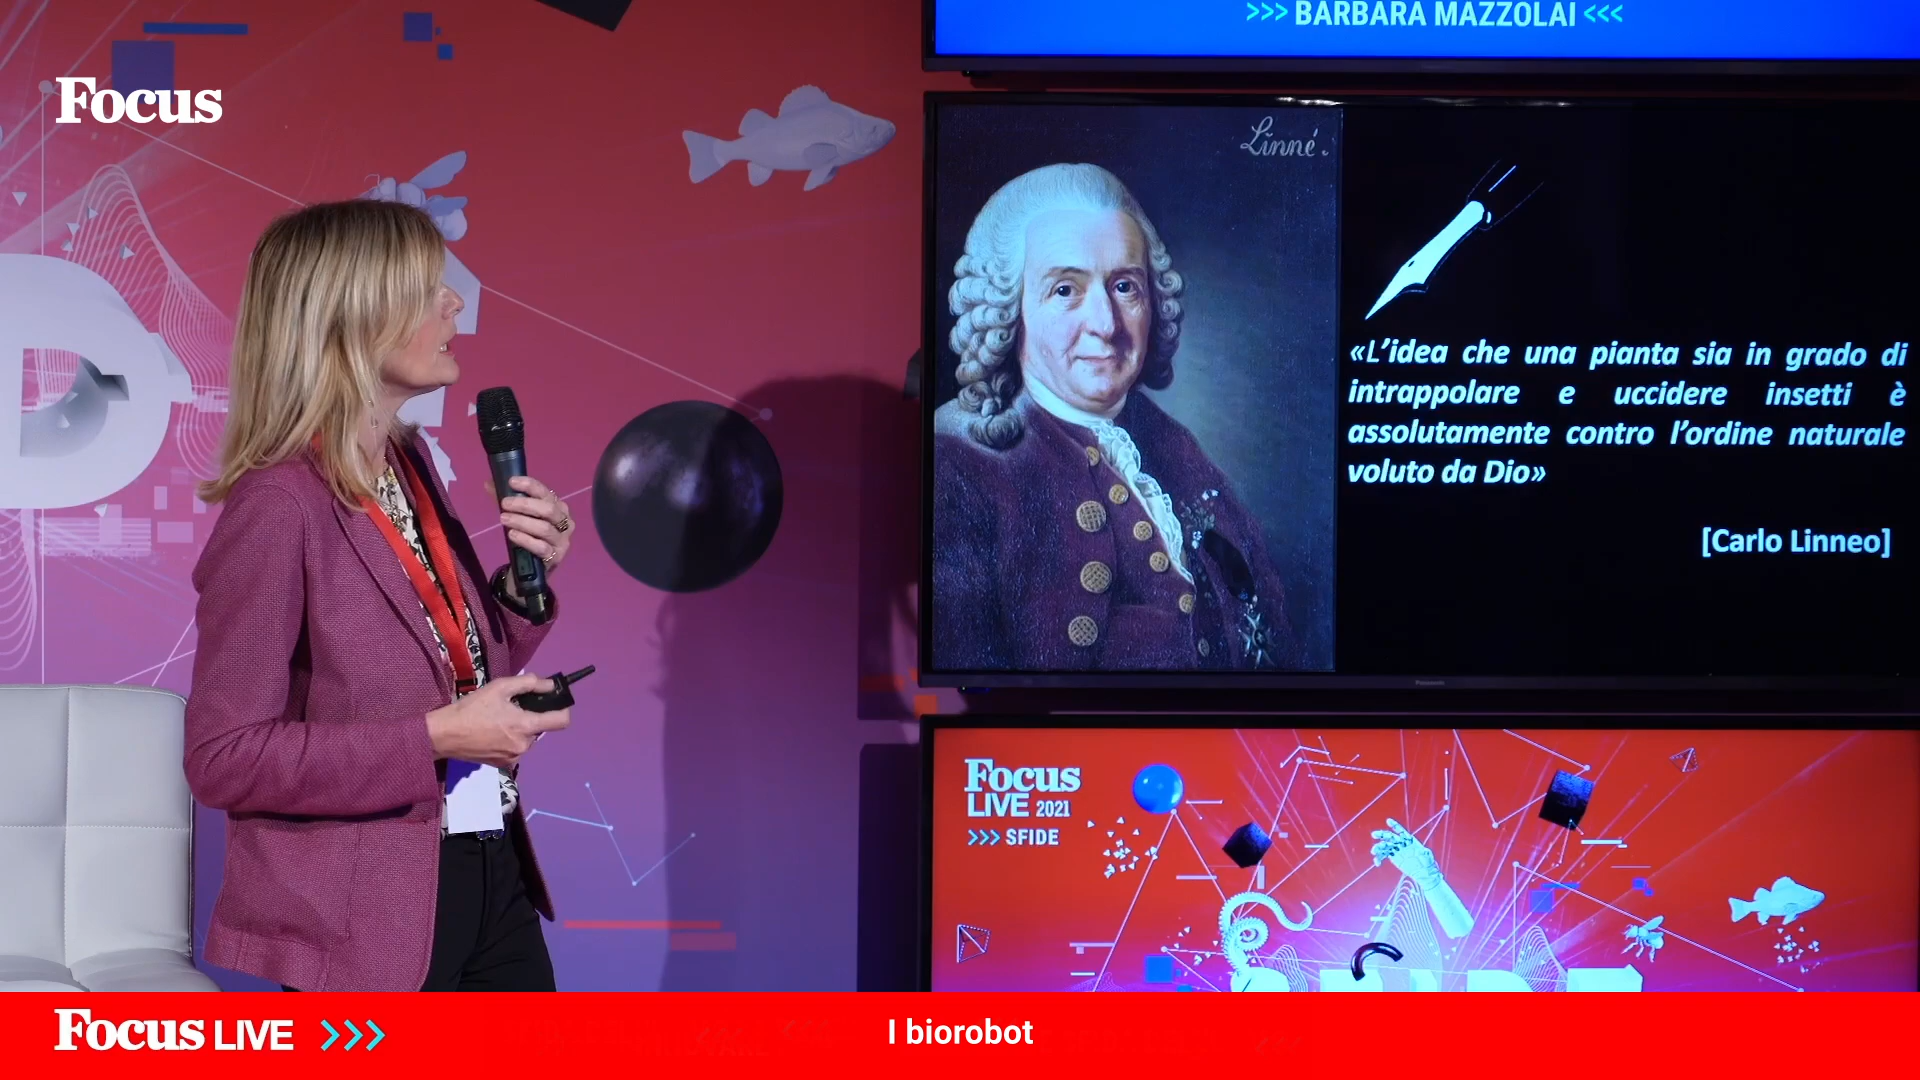 >>> BARBARA MAZZOLAI <<<
Focus
Linné.
«L'idea che una pianta sia in grado di
intrappolare e uccidere insetti è
assolutamente contro l'ordine naturale
voluto da Dio»
[Carlo Linneo]
Focus
LIVE 2021
>>> SFIDE
Focus LIVE >>>
I biorobot